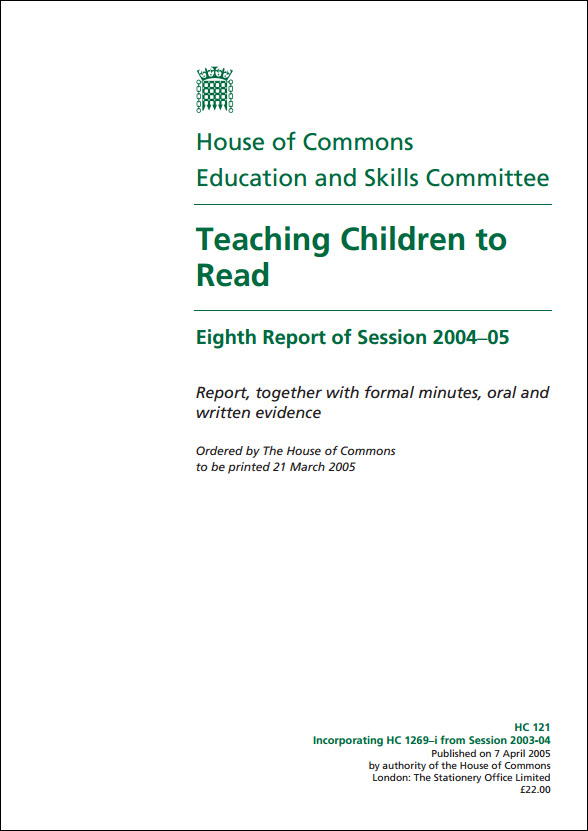 House of Commons
Education and Skills Committee
Teaching Children to
Read
Eighth Report of Session 2004–05
Report, together with formal minutes, oral and
written evidence
Ordered by The House of Commons
to be printed 21 March 2005
HC 121
Incorporating HC 1269–i from Session 2003-04
Published on 7 April 2005
by authority of the House of Commons
London: The Stationery Office Limited
£22.00